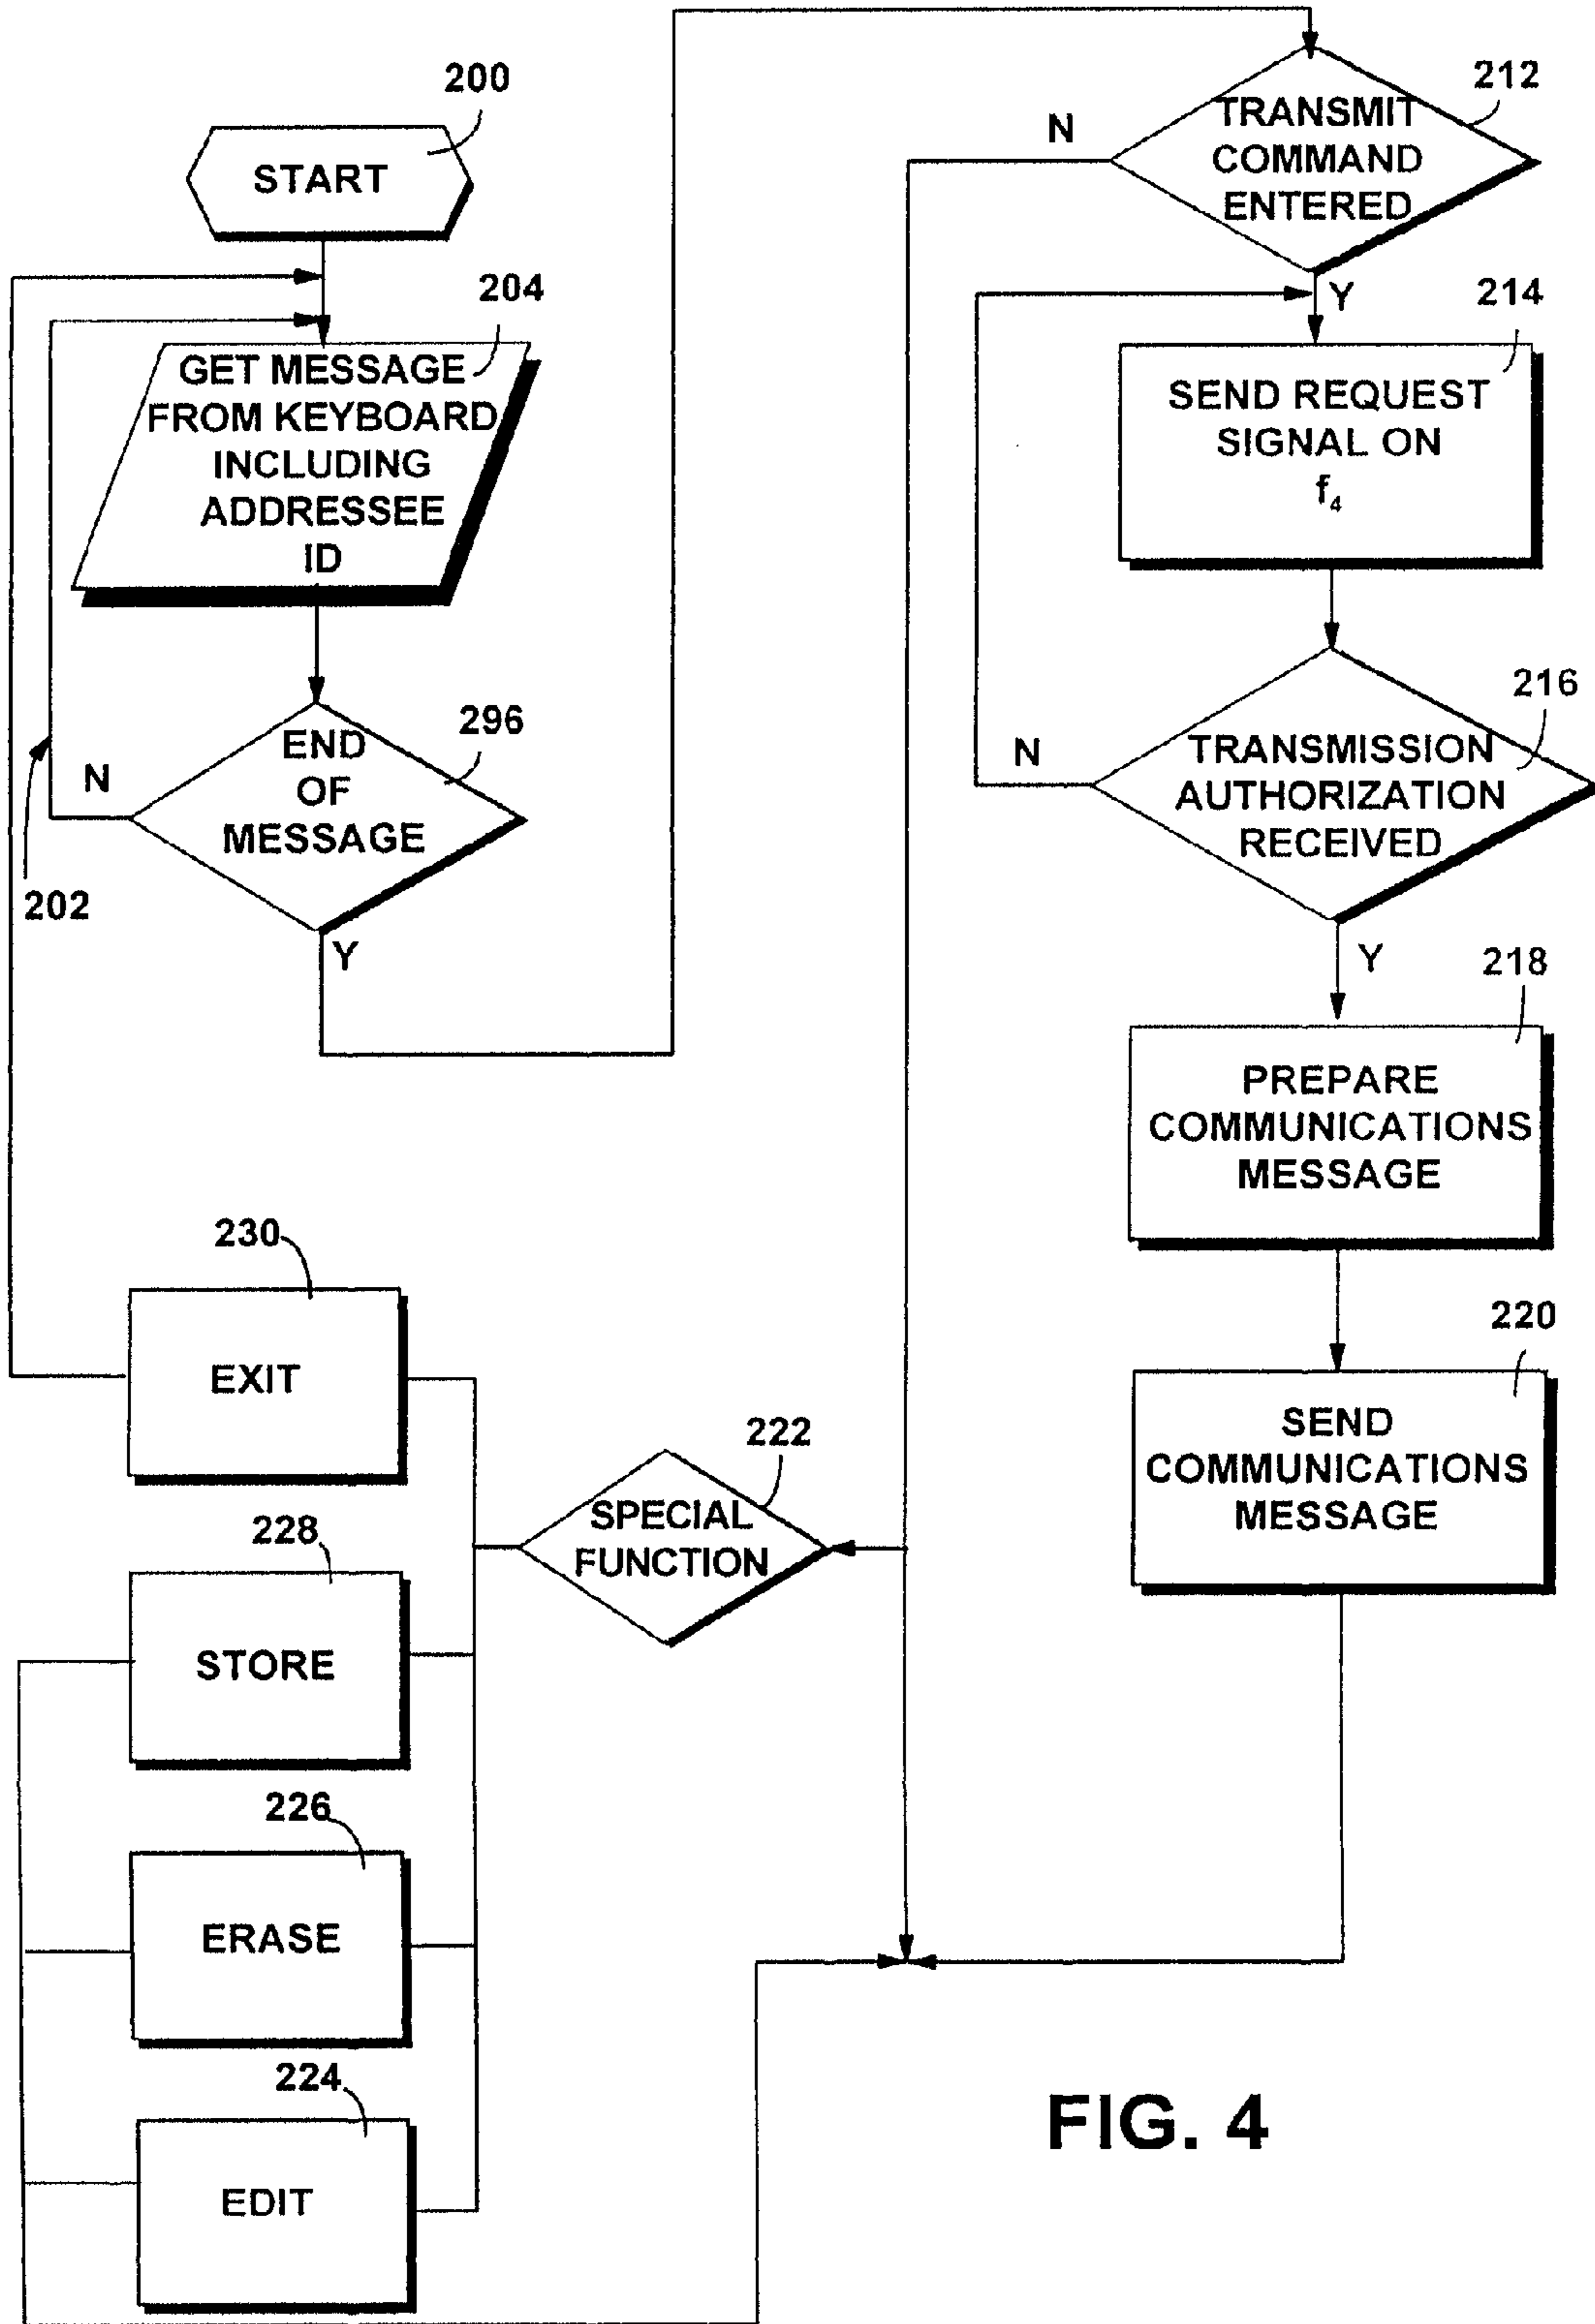 200
START
204
GET MESSAGE
FROM KEYBOARD
INCLUDING
ADDRESSEE
ID
296
END
OF
MESSAGE
N
202
Y
212
TRANSMIT
COMMAND
ENTERED
N
Y
214
SEND REQUEST
SIGNAL ON
f₄
216
TRANSMISSION
AUTHORIZATION
RECEIVED
N
Y
218
PREPARE
COMMUNICATIONS
MESSAGE
220
SEND
COMMUNICATIONS
MESSAGE
222
SPECIAL
FUNCTION
230
EXIT
228
STORE
226
ERASE
224
EDIT
FIG. 4